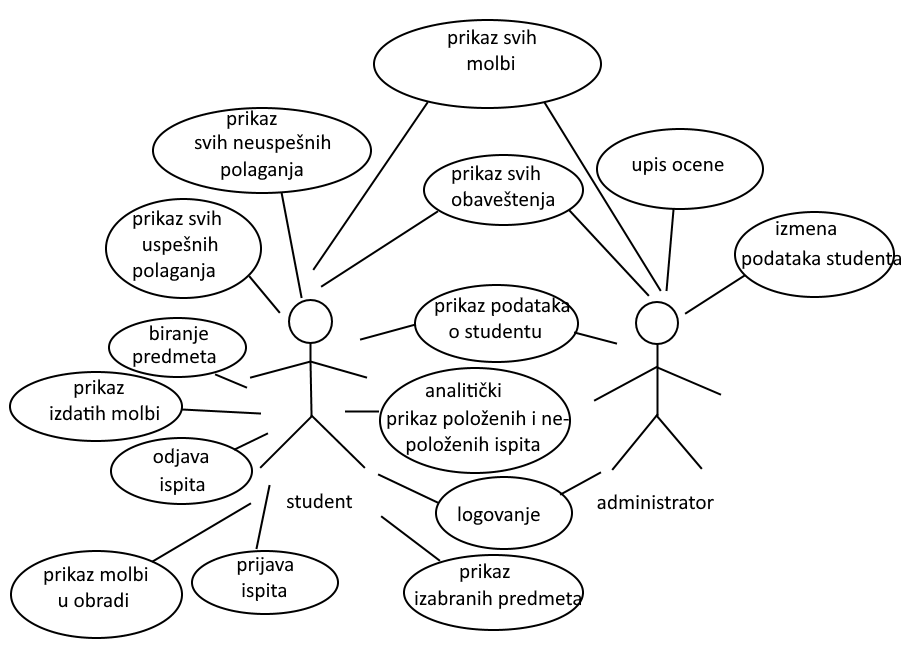 prikaz svih
molbi
prikaz
svih neuspešnih
polaganja
prikaz svih
obaveštenja
upis ocene
prikaz svih
uspešnih
polaganja
izmena
podataka studenta
prikaz podataka
o studentu
biranje
predmeta
prikaz
izdatih molbi
analitički
prikaz položenih i ne-
položenih ispita
odjava
ispita
student
logovanje
administrator
prikaz molbi
u obradi
prijava
ispita
prikaz
izabranih predmeta